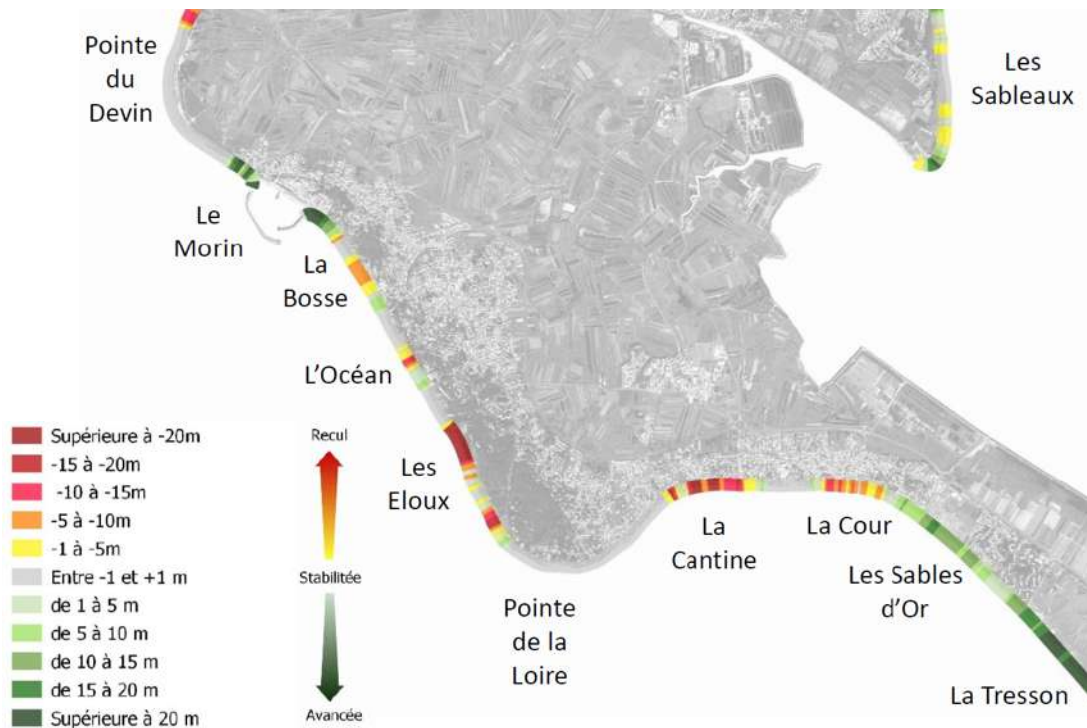 Pointe
du
Devin
Les
Sableaux
Le
Morin
La
Bosse
L'Océan
Les
Eloux
Pointe
de la
Loire
La
Cantine
La Cour
Les Sables
d'Or
La Tresson
Supérieure à -20m
-15 à -20m
-10 à -15m
-5 à -10m
-1 à -5m
Entre -1 et +1 m
de 1 à 5 m
de 5 à 10 m
de 10 à 15 m
de 15 à 20 m
Supérieure à 20 m
Recul
Stabilitée
Avancée